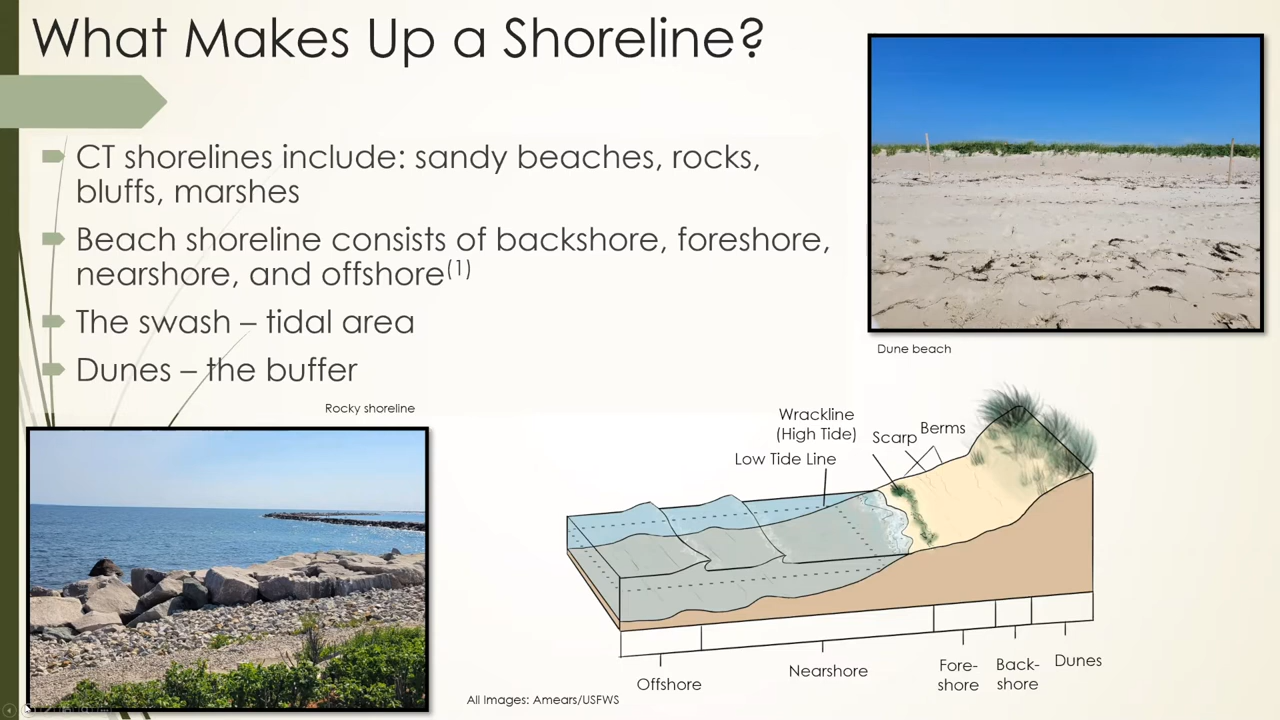 What Makes Up a Shoreline?
CT shorelines include: sandy beaches, rocks,
bluffs, marshes
Beach shoreline consists of backshore, foreshore,
nearshore, and offshore(1)
The swash – tidal area
Dunes – the buffer
Dune beach
Rocky shoreline
Wrackline
(High Tide)
Scarp
Berms
Low Tide Line
Offshore
Nearshore
Fore-
shore
Back-
shore
Dunes
All Images: Amears/USFWS